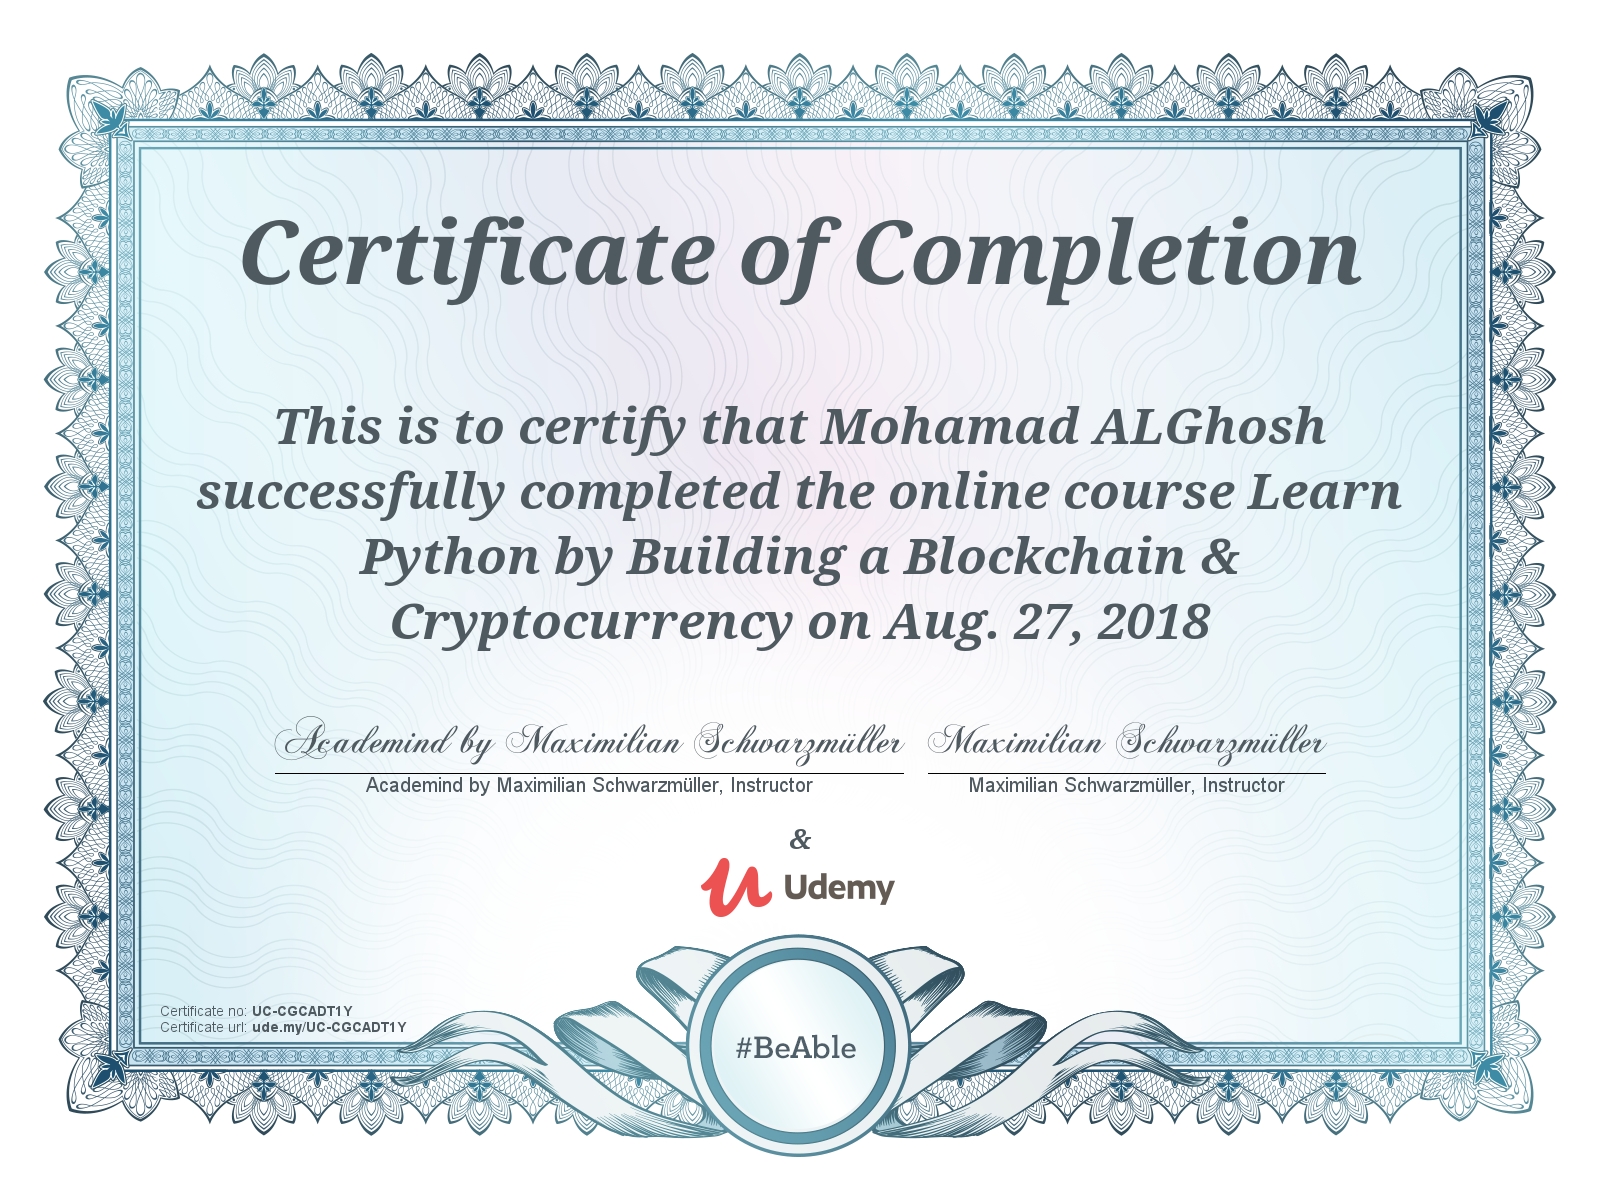 Certificate of Completion
This is to certify that Mohamad ALGhosh
successfully completed the online course Learn
Python by Building a Blockchain &
Cryptocurrency on Aug. 27, 2018
Academind by Maximilian Schwarzmüller Maximilian Schwarzmüller
Academind by Maximilian Schwarzmüller, Instructor Maximilian Schwarzmüller, Instructor
&
Udemy
Certificate no: UC-CGCADT1Y
Certificate url: ude.my/UC-CGCADT1Y
#BeAble